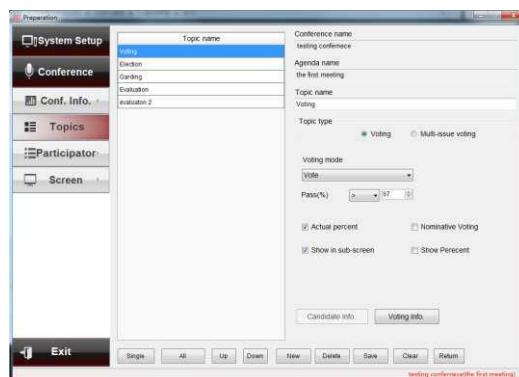 Preparation
System Setup
Conference
Conf. Info.
Topics
Participator
Screen
Exit
Topic name
Voting
Election
Garding
Evaluation
evaluaton 2
Conference name
testing confernece
Agenda name
the first meeting
Topic name
Voting
Topic type
Voting
Multi-issue voting
Voting mode
Vote
Pass(%) > 67
Actual percent
Nominative Voting
Show in sub-screen
Show Perecent
Candidate info.
Voting info.
Single All Up Down New Delete Save Clear Return
testing confernece(the first meeting)